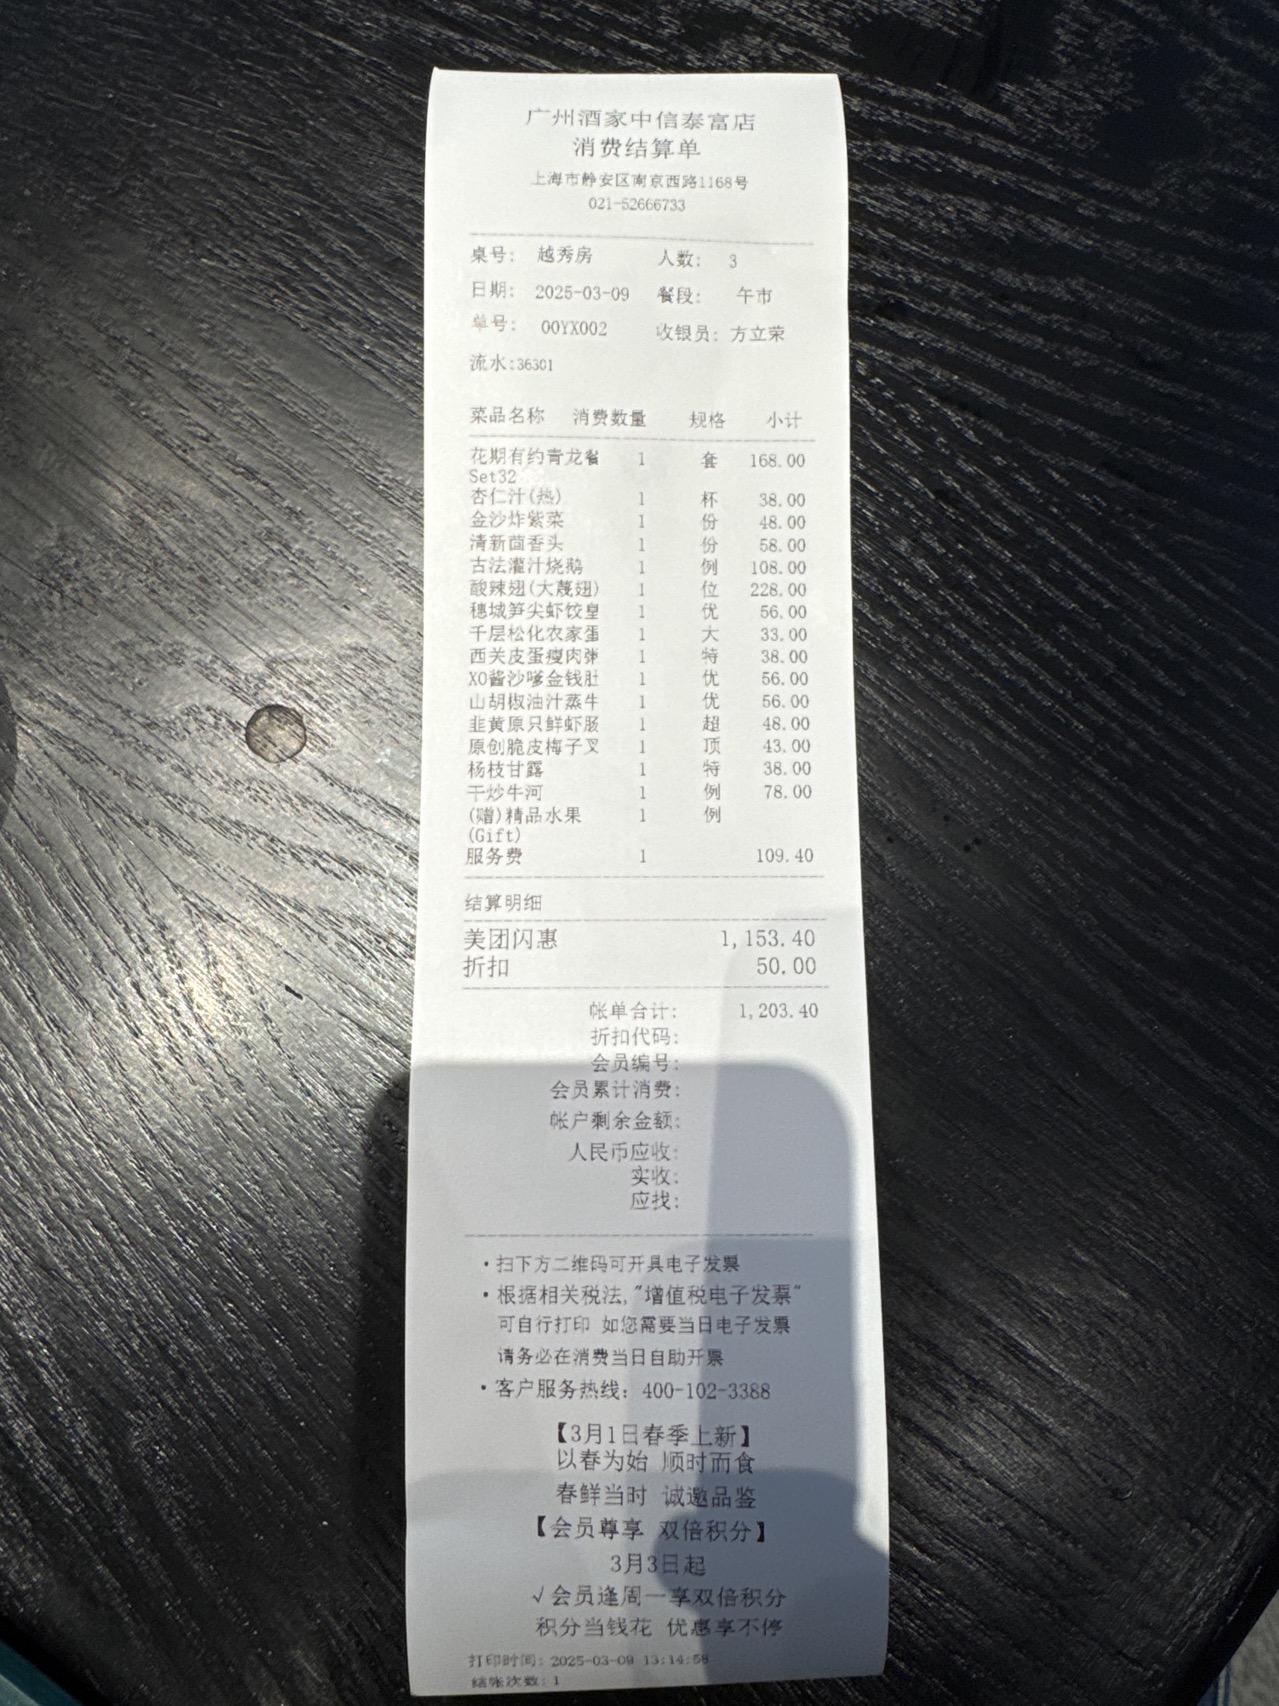 广州酒家中信泰富店
消费结算单
上海市静安区南京西路1168号
021-52666733
桌号: 越秀房 人数: 3
日期: 2025-03-09 餐段: 午市
单号: 00YX002 收银员: 方立荣
流水:36301
菜品名称 消费数量 规格 小计
花期有约青龙餐 1 套 168.00
Set32
杏仁汁(热) 1 杯 38.00
金沙炸紫菜 1 份 48.00
清新茴香头 1 份 58.00
古法灌汁烧鹅 1 例 108.00
酸辣翅(大蔑翅) 1 位 228.00
穗城笋尖虾饺皇 1 优 56.00
千层松化农家蛋 1 大 33.00
西关皮蛋瘦肉粥 1 特 38.00
XO酱沙嗲金钱肚 1 优 56.00
山胡椒油汁蒸牛 1 优 56.00
韭黄原只鲜虾肠 1 超 48.00
原创脆皮梅子叉 1 顶 43.00
杨枝甘露 1 特 38.00
干炒牛河 1 例 78.00
(赠)精品水果 1 例
(Gift)
服务费 1 109.40
结算明细
美团闪惠 1,153.40
折扣 50.00
帐单合计: 1,203.40
折扣代码:
会员编号:
会员累计消费:
帐户剩余金额:
人民币应收:
实收:
应找:
·扫下方二维码可开具电子发票
·根据相关税法,"增值税电子发票"
可自行打印 如您需要当日电子发票
请务必在消费当日自助开票
·客户服务热线: 400-102-3388
【3月1日春季上新】
以春为始 顺时而食
春鲜当时 诚邀品鉴
【会员尊享 双倍积分】
3月3日起
√会员逢周一享双倍积分
积分当钱花 优惠享不停
打印时间: 2025-03-09 13:14:58
结帐次数: 1